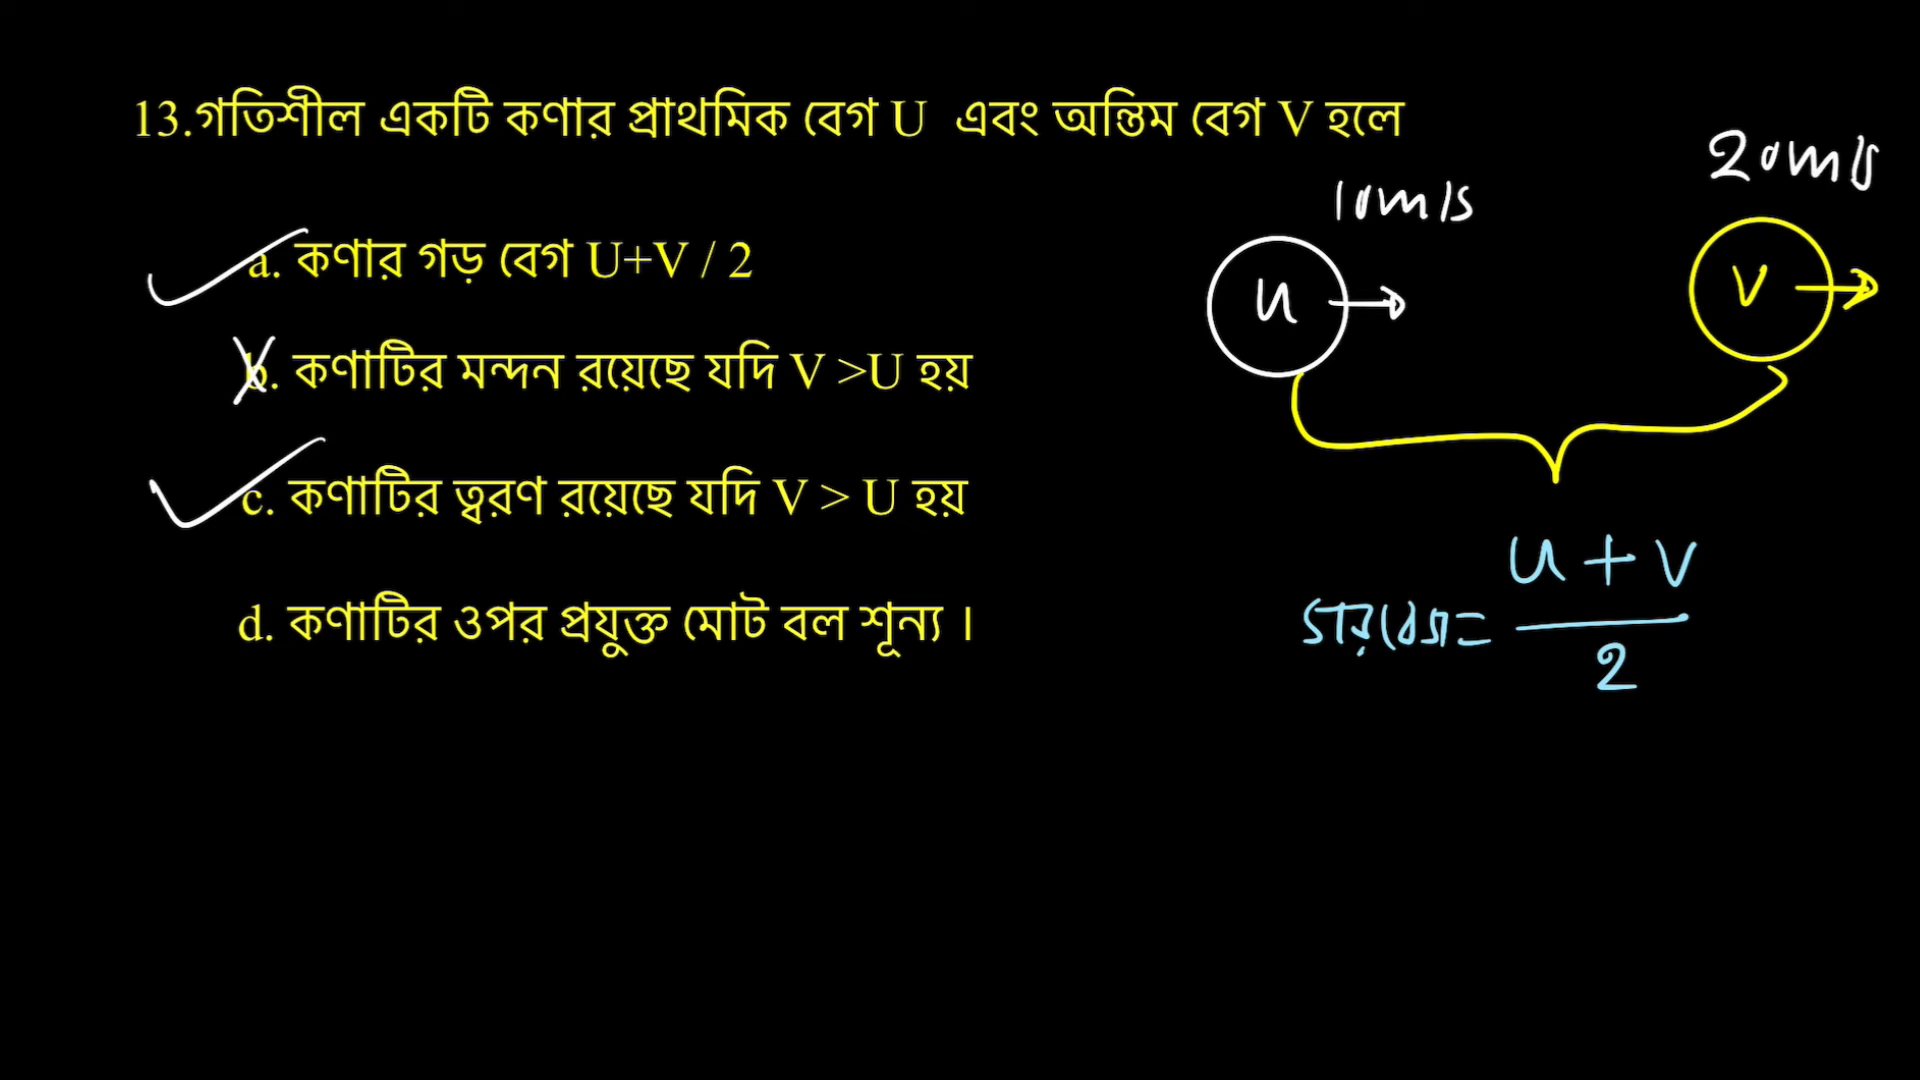 13.গতিশীল একটি কণার প্রাথমিক বেগ U এবং অন্তিম বেগ V হলে
20m/s
10m/s
a. কণার গড় বেগ U+V / 2
u
v
b. কণাটির মন্দন রয়েছে যদি V >U হয়
c. কণাটির ত্বরণ রয়েছে যদি V > U হয়
d. কণাটির ওপর প্রযুক্ত মোট বল শূন্য ।
u + v
=
2